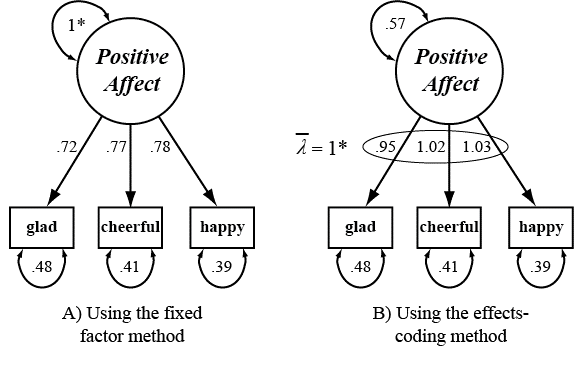 1*
Positive
Affect
.72 .77 .78
glad cheerful happy
.48 .41 .39
A) Using the fixed
factor method
.57
Positive
Affect
λ̅ = 1* .95 1.02 1.03
glad cheerful happy
.48 .41 .39
B) Using the effects-
coding method